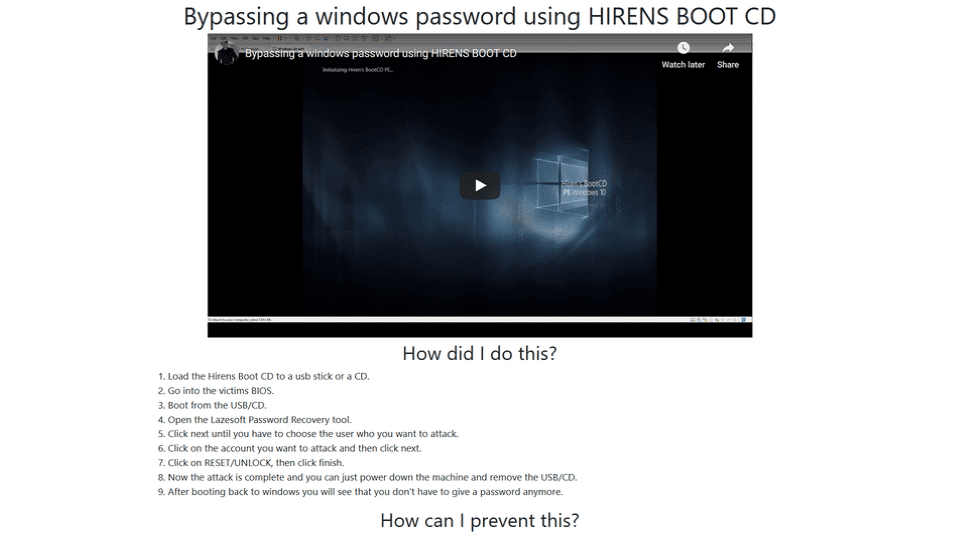 Bypassing a windows password using HIRENS BOOT CD
Bypassing a windows password using HIRENS BOOT CD
Watch later
Share
Initializing Hiren's BootCD PE...
Hiren's BootCD
PE Windows 10
How did I do this?
1. Load the Hirens Boot CD to a usb stick or a CD.
2. Go into the victims BIOS.
3. Boot from the USB/CD.
4. Open the Lazesoft Password Recovery tool.
5. Click next until you have to choose the user who you want to attack.
6. Click on the account you want to attack and then click next.
7. Click on RESET/UNLOCK, then click finish.
8. Now the attack is complete and you can just power down the machine and remove the USB/CD.
9. After booting back to windows you will see that you don't have to give a password anymore.
How can I prevent this?